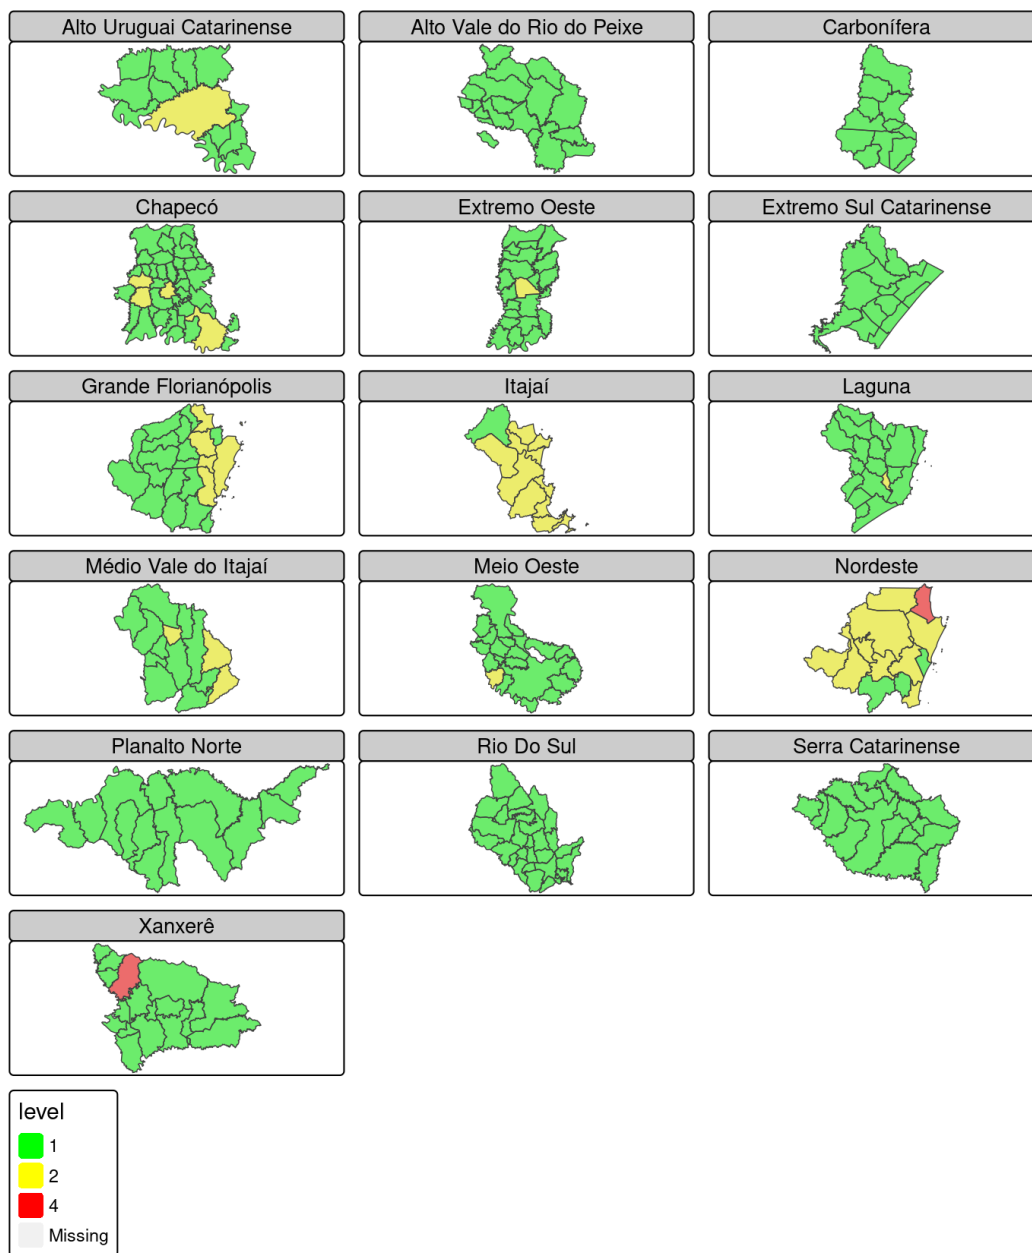 Alto Uruguai Catarinense
Alto Vale do Rio do Peixe
Carbonífera
Chapecó
Extremo Oeste
Extremo Sul Catarinense
Grande Florianópolis
Itajaí
Laguna
Médio Vale do Itajaí
Meio Oeste
Nordeste
Planalto Norte
Rio Do Sul
Serra Catarinense
Xanxerê
level
1
2
4
Missing